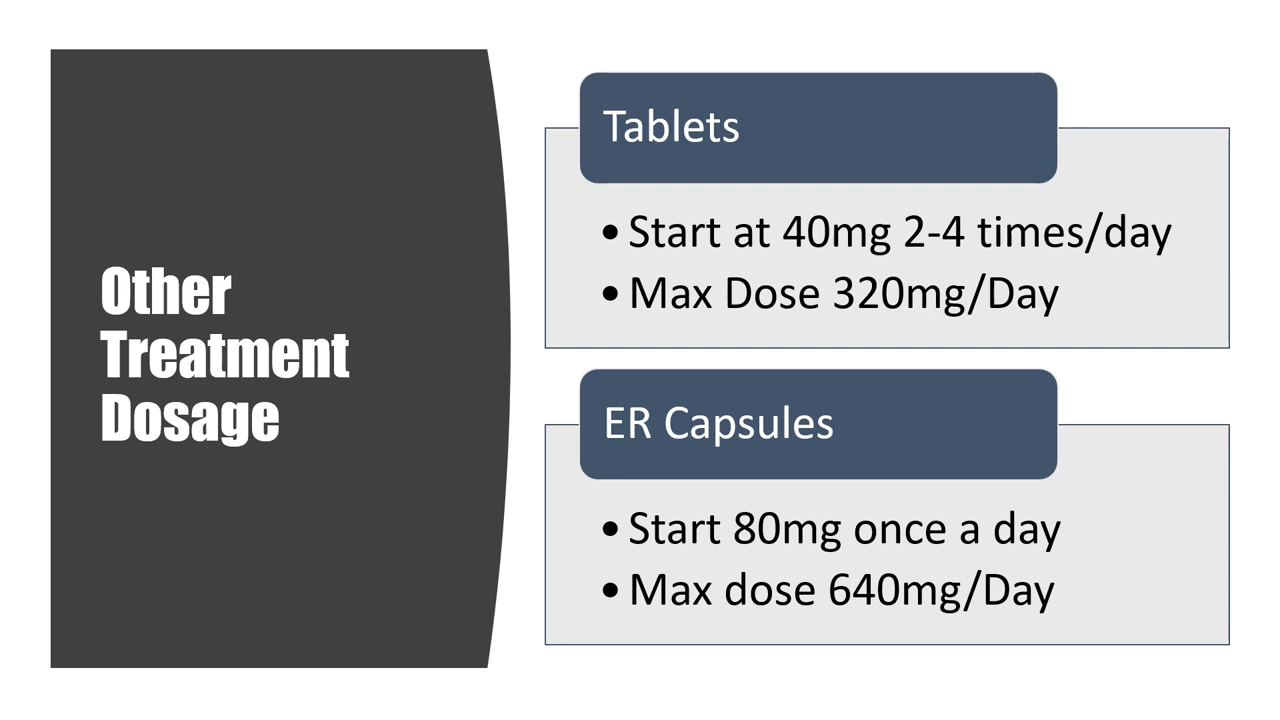 Other
Treatment
Dosage
Tablets
• Start at 40mg 2-4 times/day
• Max Dose 320mg/Day
ER Capsules
• Start 80mg once a day
• Max dose 640mg/Day